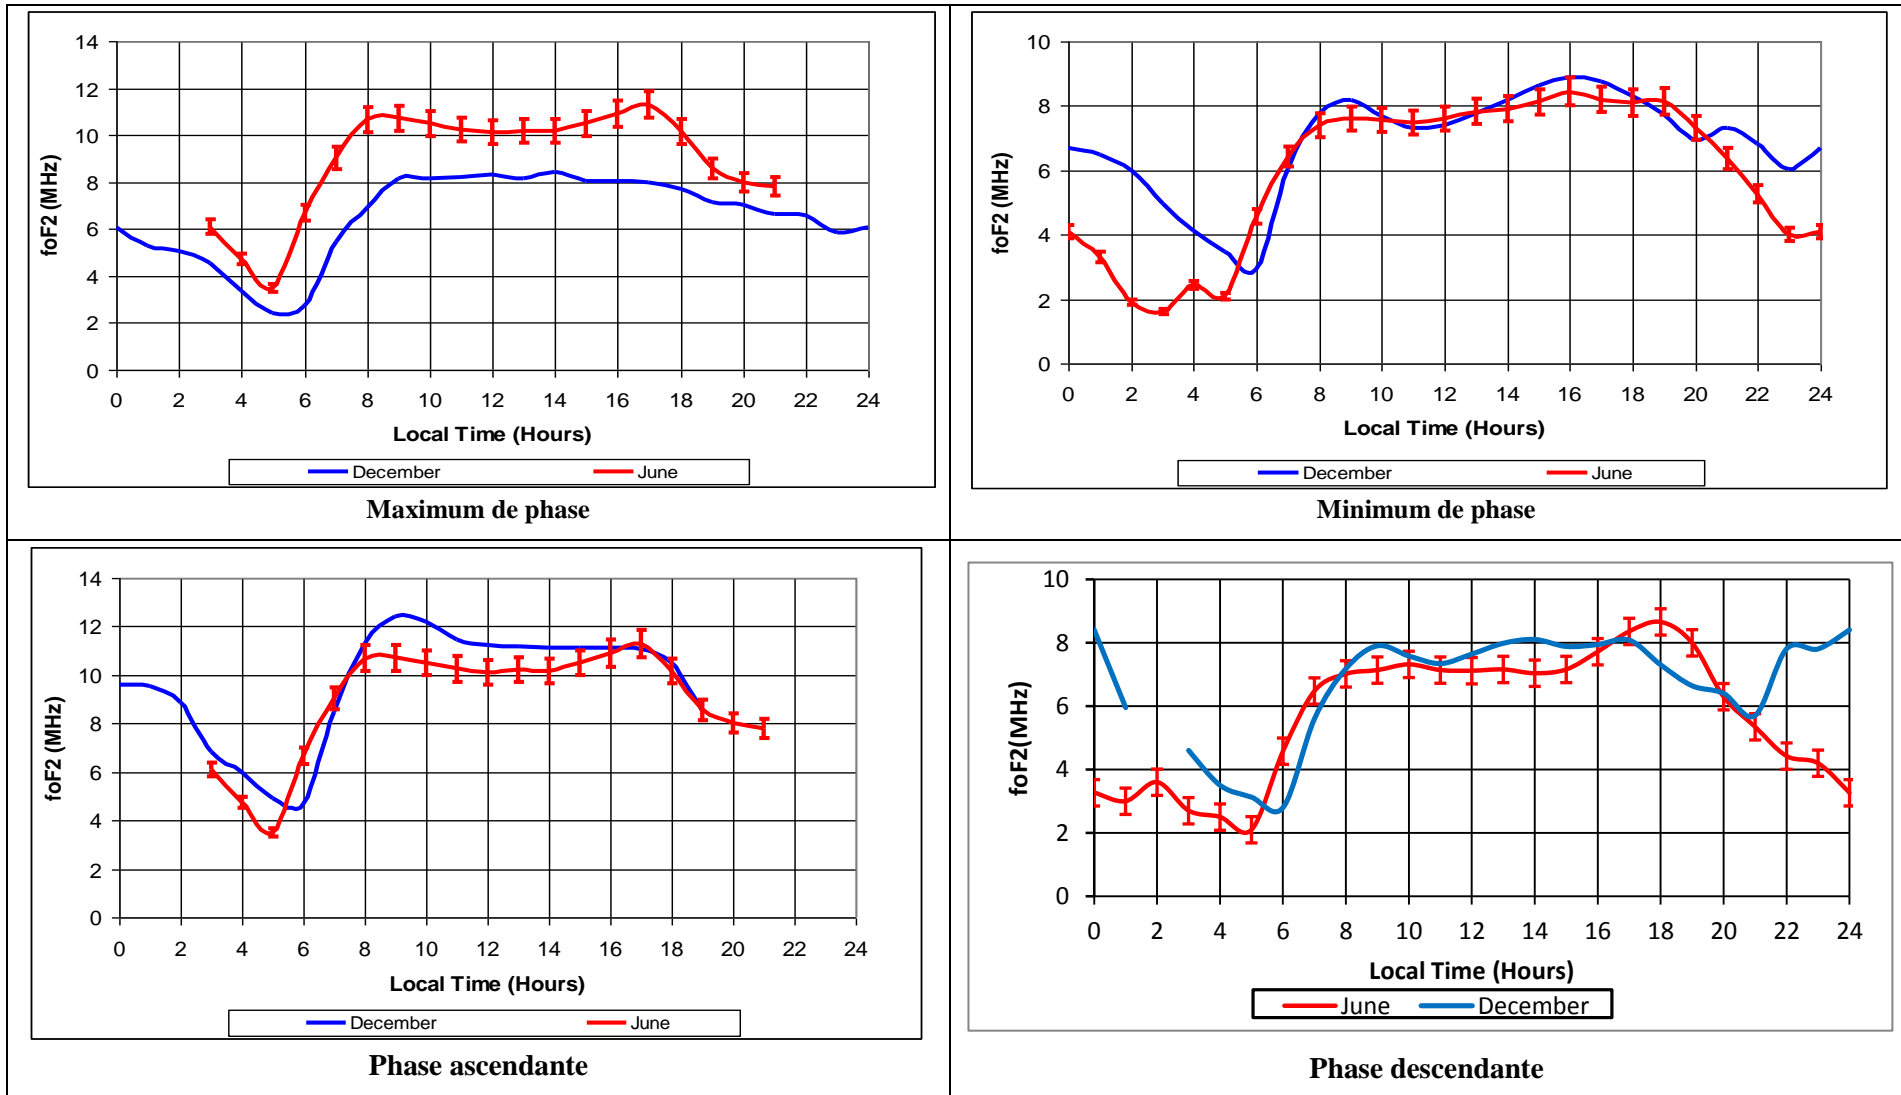 14
12
10
8
6
4
2
0
foF2 (MHz)
0 2 4 6 8 10 12 14 16 18 20 22 24
Local Time (Hours)
December June
Maximum de phase
10
8
6
4
2
0
foF2 (MHz)
0 2 4 6 8 10 12 14 16 18 20 22 24
Local Time (Hours)
December June
Minimum de phase
14
12
10
8
6
4
2
0
foF2 (MHz)
0 2 4 6 8 10 12 14 16 18 20 22 24
Local Time (Hours)
December June
Phase ascendante
10
8
6
4
2
0
foF2(MHz)
0 2 4 6 8 10 12 14 16 18 20 22 24
Local Time (Hours)
June December
Phase descendante